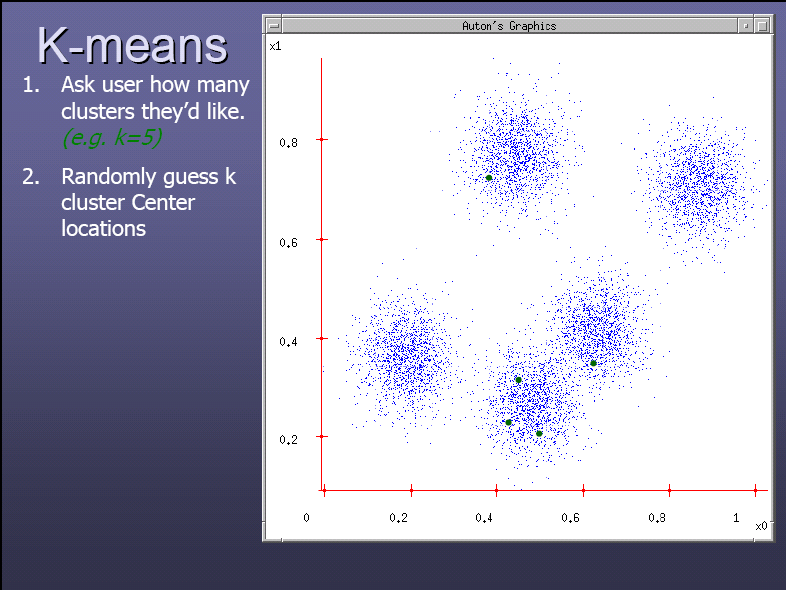 K-means
1. Ask user how many
clusters they'd like.
(e.g. k=5)
2. Randomly guess k
cluster Center
locations
Auton's Graphics
x1
0.8
0.6
0.4
0.2
0 0.2 0.4 0.6 0.8 1
x0